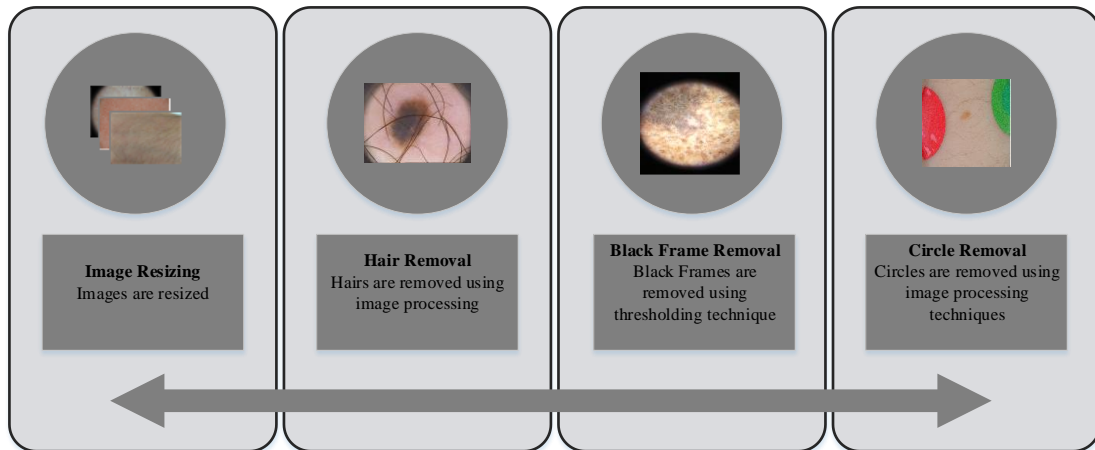 Image Resizing
Images are resized
Hair Removal
Hairs are removed using
image processing
Black Frame Removal
Black Frames are
removed using
thresholding technique
Circle Removal
Circles are removed using
image processing
techniques